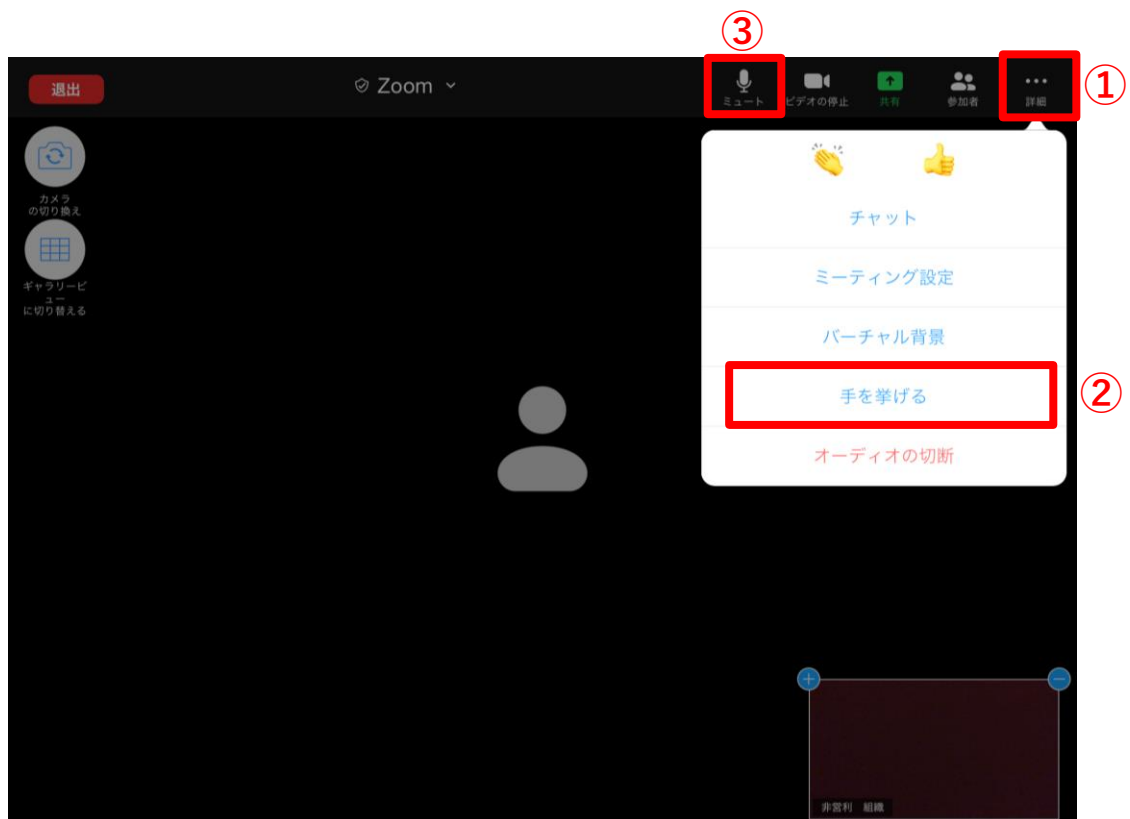 ③
退出
Zoom
ミュート
ビデオの停止
共有
参加者
詳細
①
カメラ
の切り換え
ギャラリービ
ュー
に切り替える
チャット
ミーティング設定
バーチャル背景
手を挙げる
②
オーディオの切断
非営利 組織